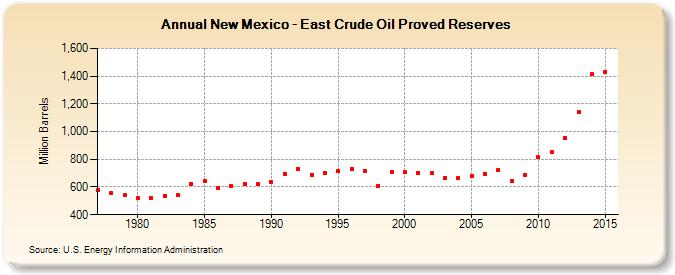 Annual New Mexico - East Crude Oil Proved Reserves
Million Barrels
1,600
1,400
1,200
1,000
800
600
400
1980 1985 1990 1995 2000 2005 2010 2015
Source: U.S. Energy Information Administration